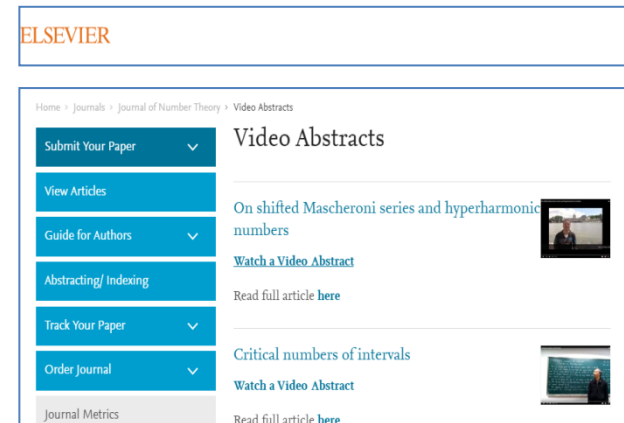 ELSEVIER
Home > Journals > Journal of Number Theory > Video Abstracts
Submit Your Paper
View Articles
Guide for Authors
Abstracting/ Indexing
Track Your Paper
Order Journal
Journal Metrics
Video Abstracts
On shifted Mascheroni series and hyperharmonic
numbers
Watch a Video Abstract
Read full article here
Critical numbers of intervals
Watch a Video Abstract
Read full article here